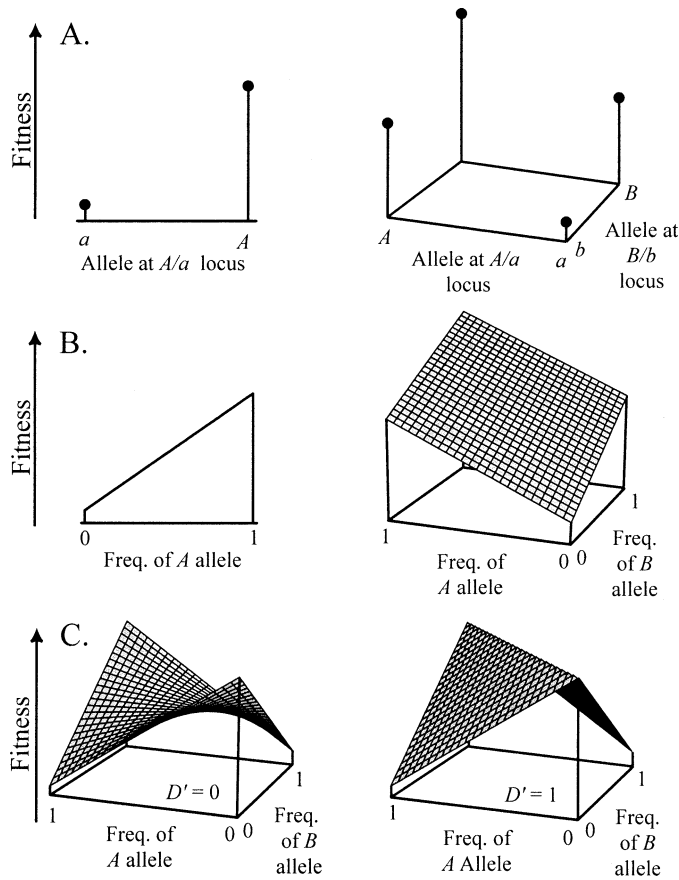 A.
Fitness
a
A
Allele at A/a locus
A
Allele at A/a
locus
a
b
B
Allele at
B/b
locus
B.
Fitness
0
1
Freq. of A allele
1
Freq. of
A allele
0
0
1
Freq.
of B
allele
C.
Fitness
D' = 0
1
Freq. of
A allele
0
0
1
Freq.
of B
allele
D' = 1
1
Freq. of
A Allele
0
0
1
Freq.
of B
allele